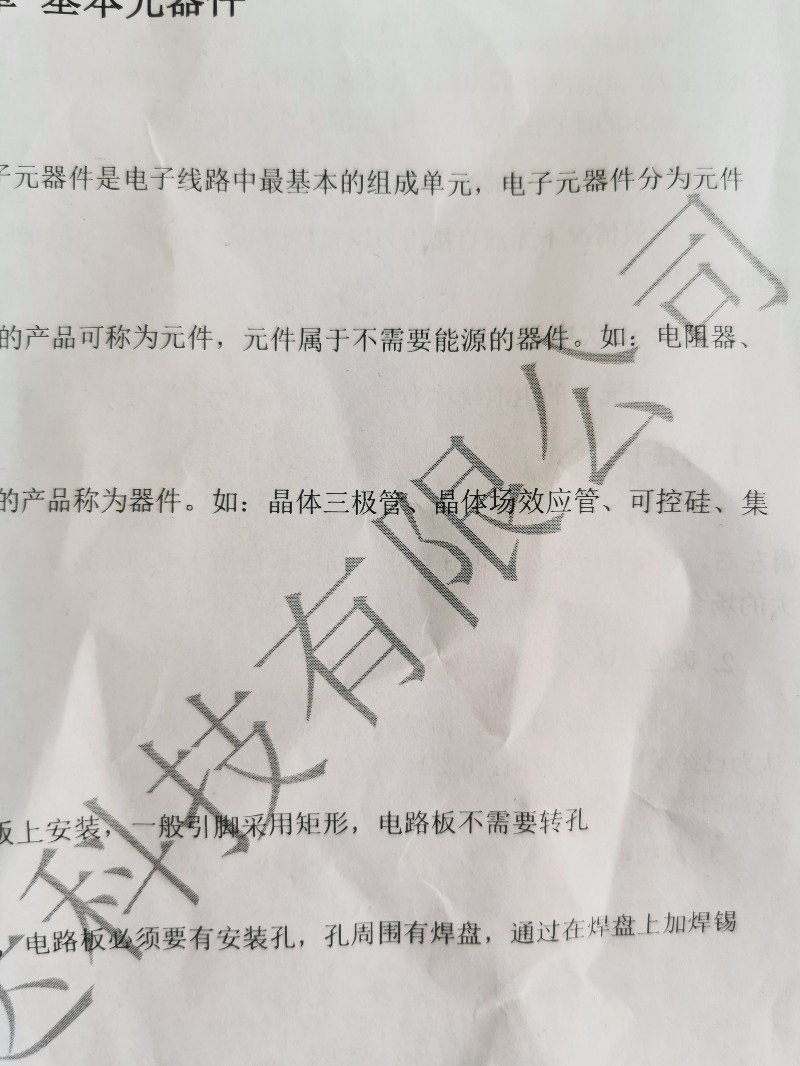 章 基本元器件
子元器件是电子线路中最基本的组成单元，电子元器件分为元件
的产品可称为元件，元件属于不需要能源的器件。如：电阻器、
的产品称为器件。如：晶体三极管、晶体场效应管、可控硅、集
板上安装，一般引脚采用矩形，电路板不需要转孔
，电路板必须要有安装孔，孔周围有焊盘，通过在焊盘上加焊锡
科技有限公司